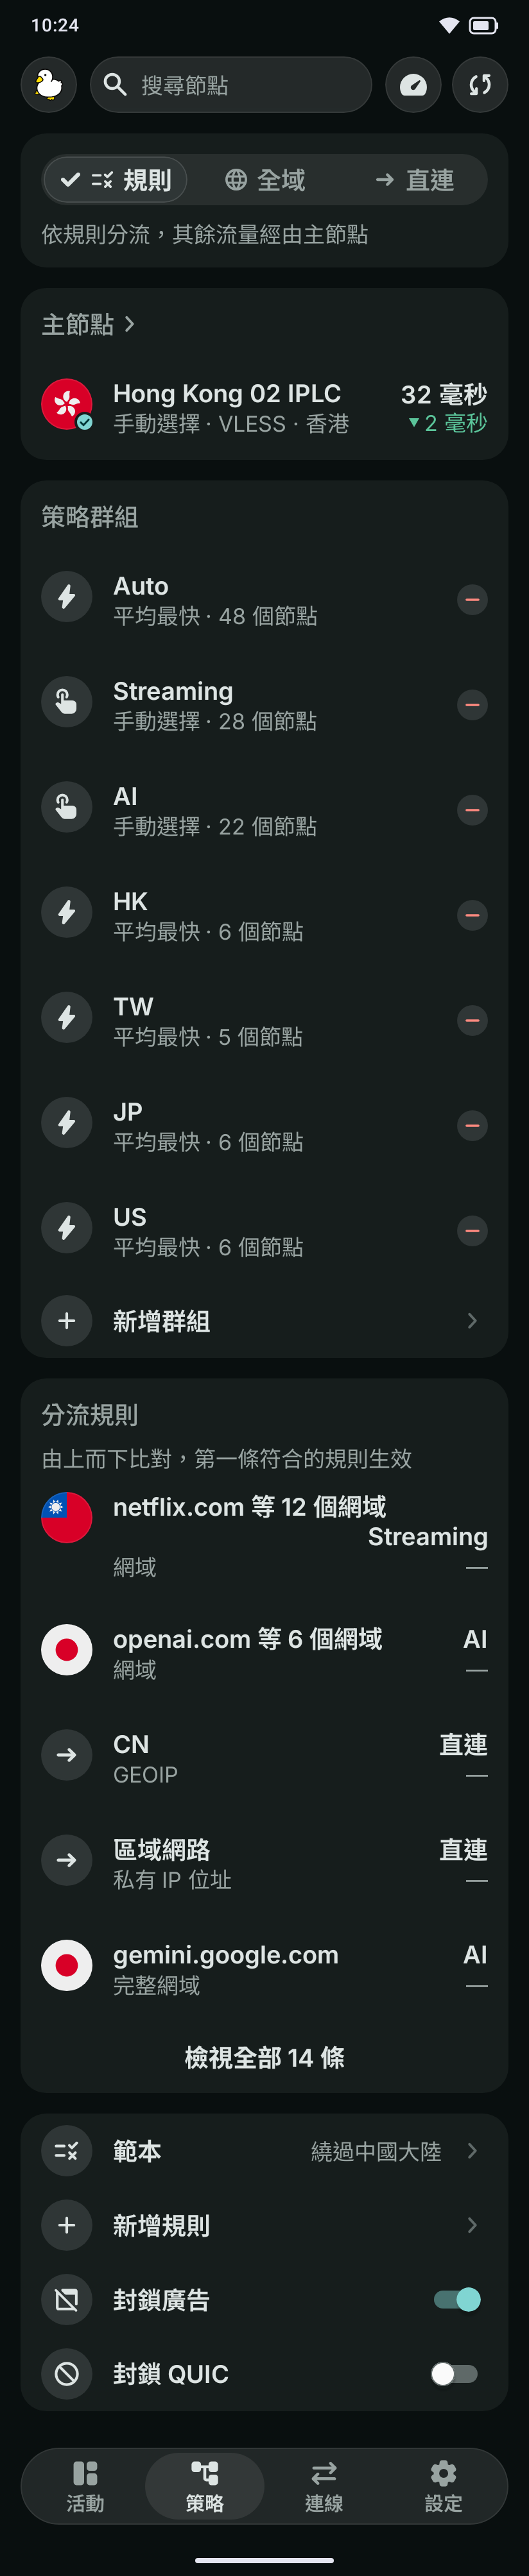 10:24
搜尋節點
規則
全域
直連
依規則分流，其餘流量經由主節點
主節點
Hong Kong 02 IPLC
32 毫秒
手動選擇 · VLESS · 香港
▼2 毫秒
策略群組
Auto
平均最快 · 48 個節點
Streaming
手動選擇 · 28 個節點
AI
手動選擇 · 22 個節點
HK
平均最快 · 6 個節點
TW
平均最快 · 5 個節點
JP
平均最快 · 6 個節點
US
平均最快 · 6 個節點
新增群組
分流規則
由上而下比對，第一條符合的規則生效
netflix.com 等 12 個網域
Streaming
網域
—
openai.com 等 6 個網域
AI
網域
—
CN
直連
GEOIP
—
區域網路
直連
私有 IP 位址
—
gemini.google.com
AI
完整網域
—
檢視全部 14 條
範本
繞過中國大陸
新增規則
封鎖廣告
封鎖 QUIC
活動
策略
連線
設定